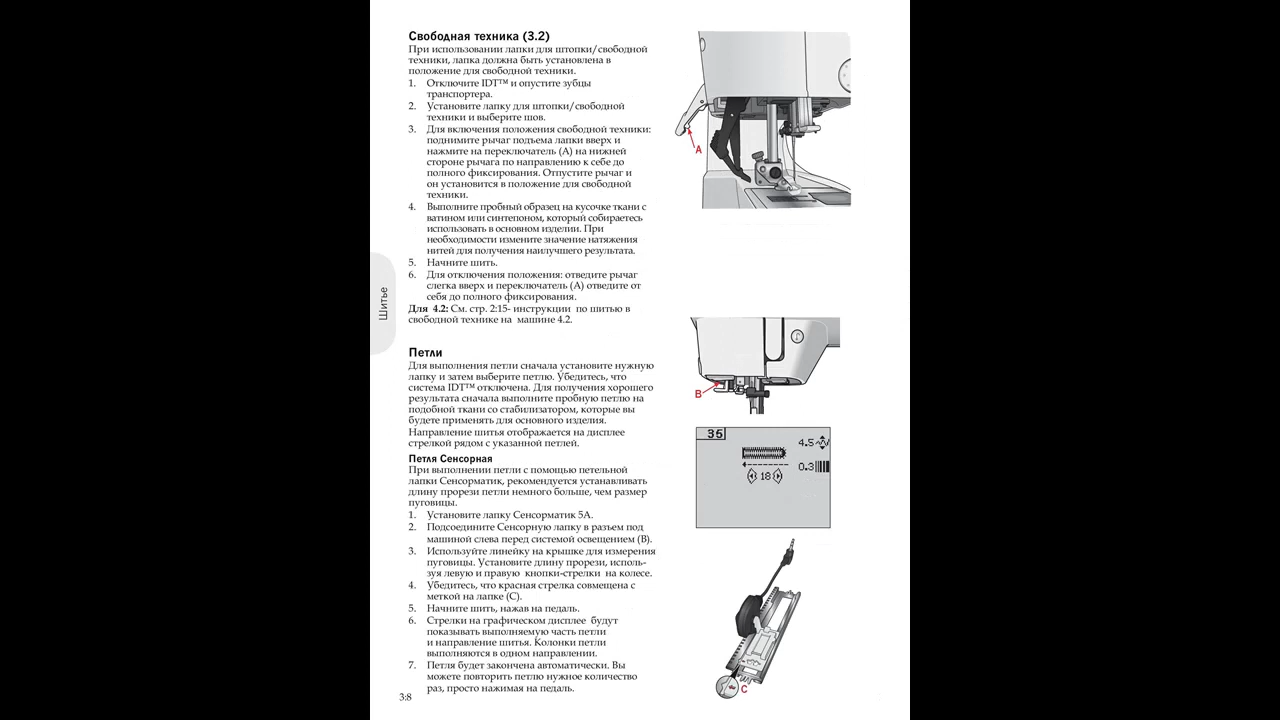 Свободная техника (3.2)
При использовании лапки для штопки/свободной
техники, лапка должна быть установлена в
положение для свободной техники.
1. Отключите IDT™ и опустите зубцы
транспортера.
2. Установите лапку для штопки/свободной
техники и выберите шов.
3. Для включения положения свободной техники:
поднимите рычаг подъема лапки вверх и
нажмите на переключатель (А) на нижней
стороне рычага по направлению к себе до
полного фиксирования. Отпустите рычаг и
он установится в положение для свободной
техники.
4. Выполните пробный образец на кусочке ткани с
ватином или синтепоном, который собираетесь
использовать в основном изделии. При
необходимости измените значение натяжения
нитей для получения наилучшего результата.
5. Начните шить.
6. Для отключения положения: отведите рычаг
слегка вверх и переключатель (А) отведите от
себя до полного фиксирования.
Для 4.2: См. стр. 2:15- инструкции по шитью в
свободной технике на машине 4.2.
Петли
Для выполнения петли сначала установите нужную
лапку и затем выберите петлю. Убедитесь, что
система IDT™ отключена. Для получения хорошего
результата сначала выполните пробную петлю на
подобной ткани со стабилизатором, которые вы
будете применять для основного изделия.
Направление шитья отображается на дисплее
стрелкой рядом с указанной петлей.
Петля Сенсорная
При выполнении петли с помощью петельной
лапки Сенсорматик, рекомендуется устанавливать
длину прорези петли немного больше, чем размер
пуговицы.
1. Установите лапку Сенсорматик 5А.
2. Подсоедините Сенсорную лапку в разъем под
машиной слева перед системой освещением (В).
3. Используйте линейку на крышке для измерения
пуговицы. Установите длину прорези, исполь-
зуя левую и правую кнопки-стрелки на колесе.
4. Убедитесь, что красная стрелка совмещена с
меткой на лапке (С).
5. Начните шить, нажав на педаль.
6. Стрелки на графическом дисплее будут
показывать выполняемую часть петли
и направление шитья. Колонки петли
выполняются в одном направлении.
7. Петля будет закончена автоматически. Вы
можете повторить петлю нужное количество
раз, просто нажимая на педаль.
3:8
Шитье
A
B
35
4.5
0.3
18
C